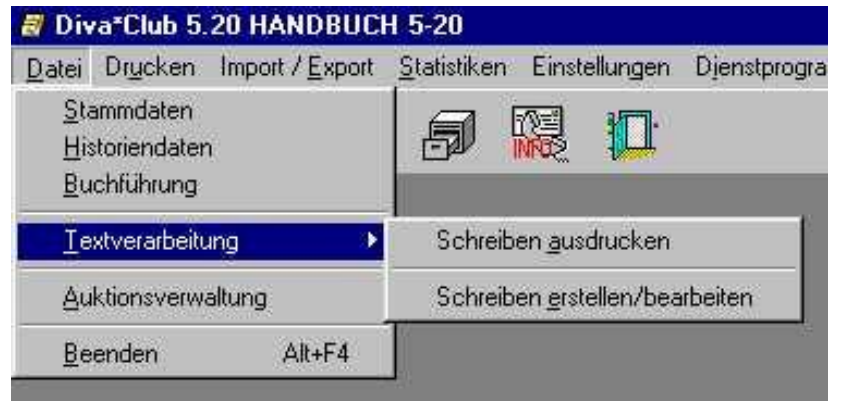 Diva*Club 5.20 HANDBUCH 5-20
Datei Drucken Import / Export Statistiken Einstellungen Dienstprogra
Stammdaten
Historiendaten
Buchführung
INFO
Textverarbeitung
Schreiben ausdrucken
Auktionsverwaltung
Schreiben erstellen/bearbeiten
Beenden Alt+F4